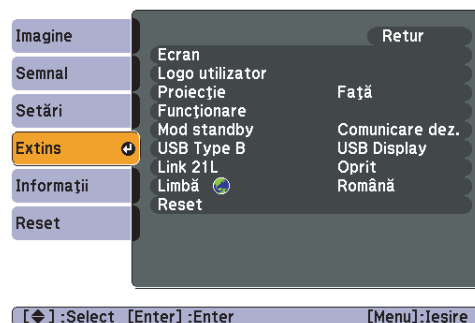 Imagine
Semnal
Setări
Extins
Informaţii
Reset
Retur
Ecran
Logo utilizator
Proiecţie Faţă
Funcţionare
Mod standby Comunicare dez.
USB Type B USB Display
Link 21L Oprit
Limbă Română
Reset
[◆] :Select [Enter] :Enter [Menu]:Iesire